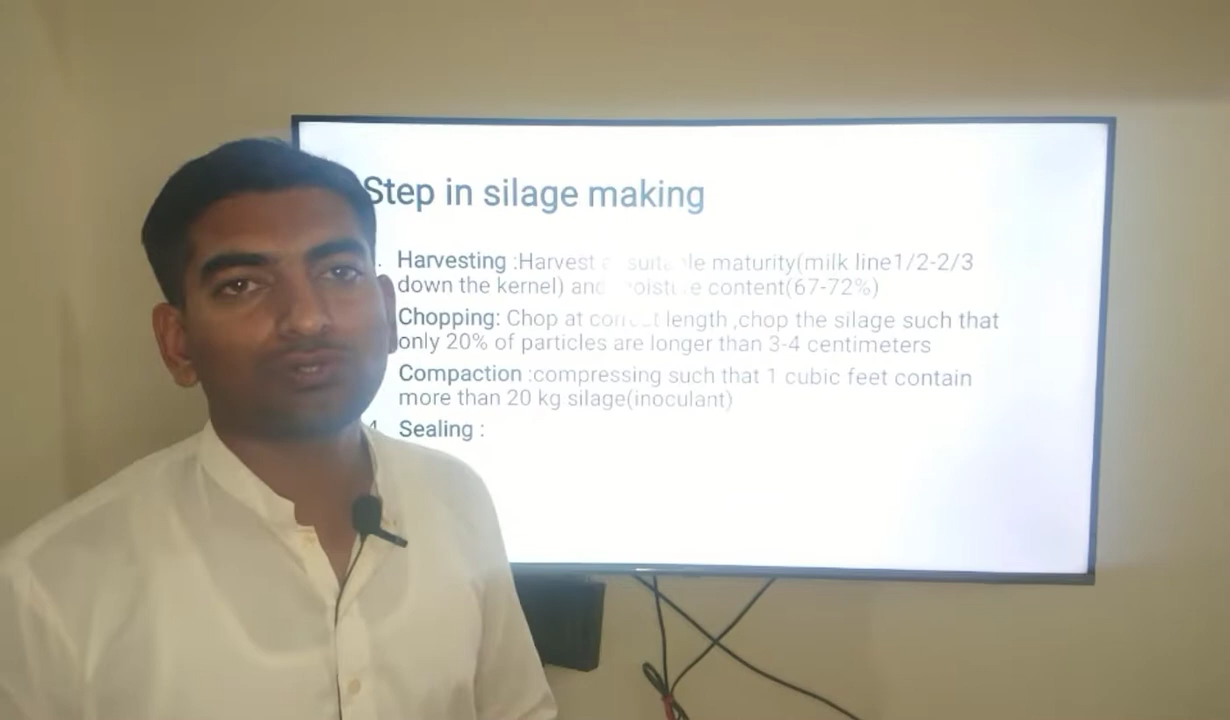 Step in silage making
. Harvesting :Harvest suitable maturity(milk line1/2-2/3
down the kernel) and moisture content(67-72%)
Chopping: Chop at correct length ,chop the silage such that
only 20% of particles are longer than 3-4 centimeters
Compaction :compressing such that 1 cubic feet contain
more than 20 kg silage(inoculant)
4. Sealing :